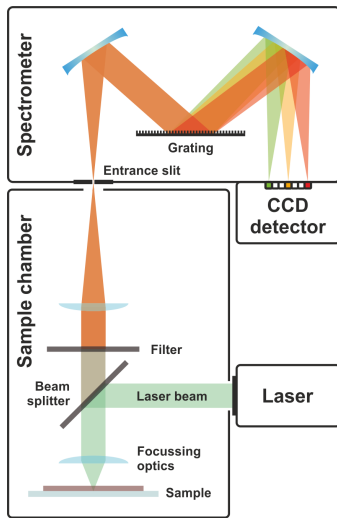 Spectrometer
Grating
Entrance slit
CCD
detector
Sample chamber
Filter
Beam
splitter
Laser beam
Laser
Focussing
optics
Sample